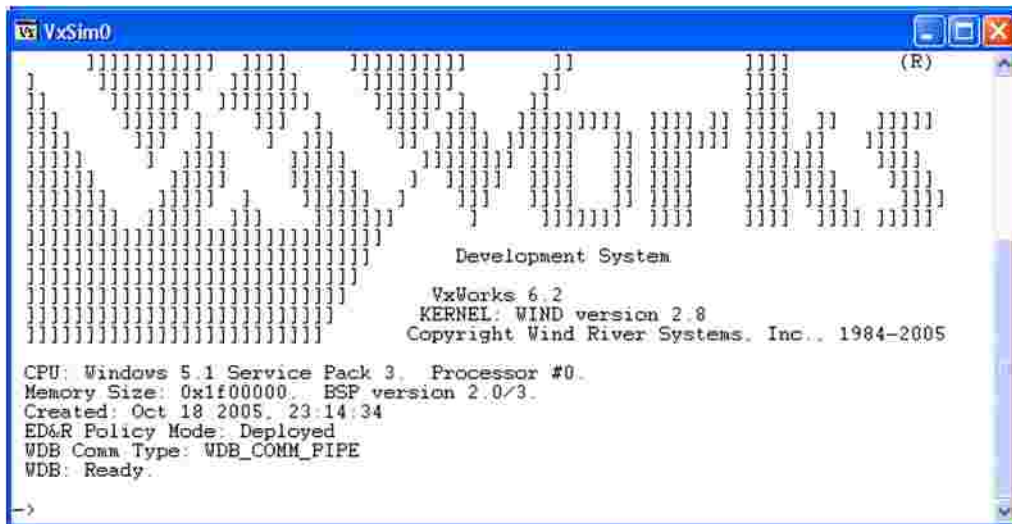 VxSim0
(R)
VxWorks
Development System
VxWorks 6.2
KERNEL: WIND version 2.8
Copyright Wind River Systems, Inc., 1984-2005
CPU: Windows 5.1 Service Pack 3.  Processor #0.
Memory Size: 0x1f00000.  BSP version 2.0/3.
Created: Oct 18 2005, 23:14:34
ED&R Policy Mode: Deployed
WDB Comm Type: WDB_COMM_PIPE
WDB: Ready.
->